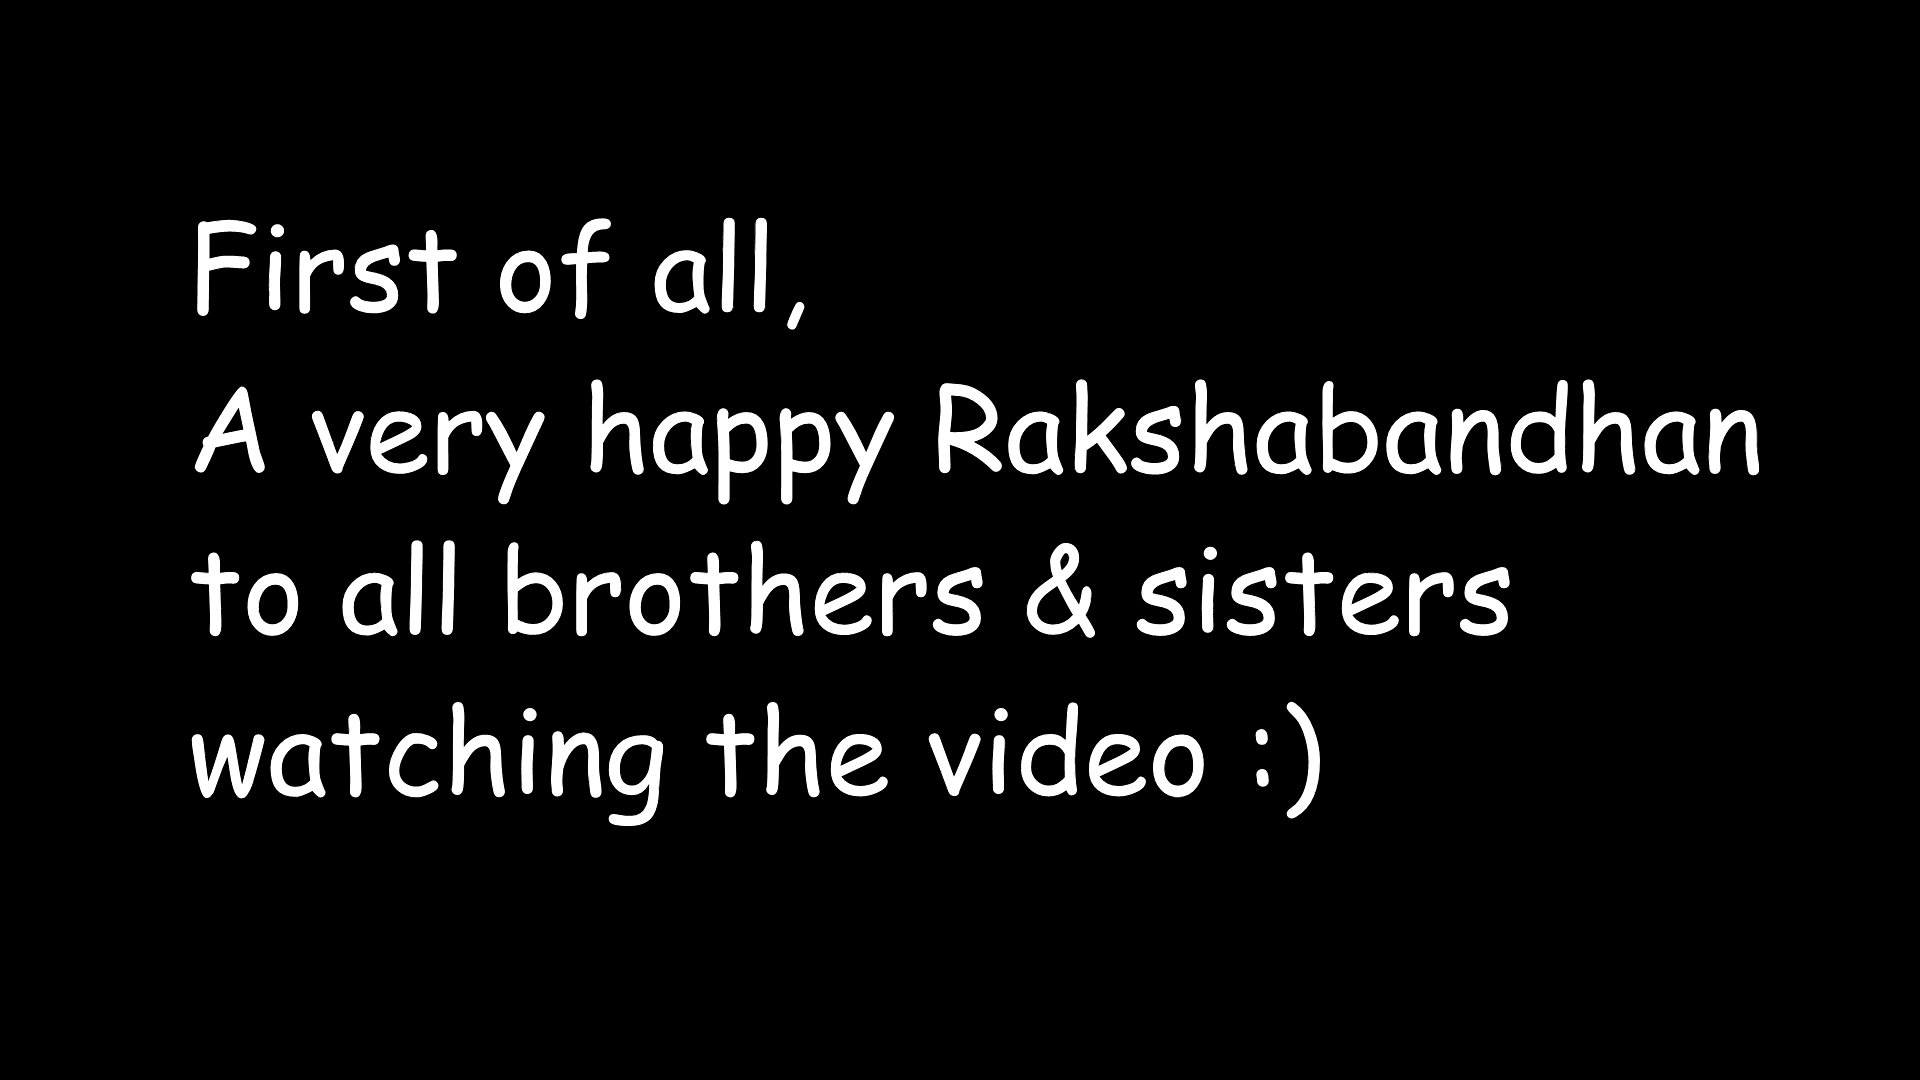 First of all,
A very happy Rakshabandhan
to all brothers & sisters
watching the video :)